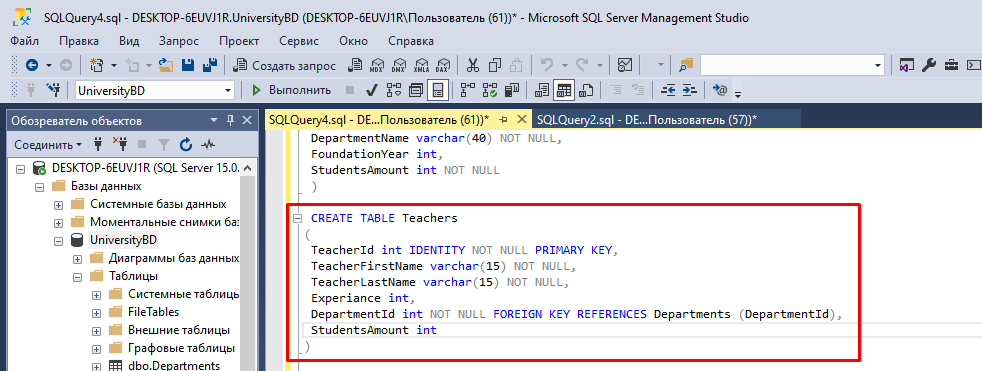 SQLQuery4.sql - DESKTOP-6EUVJ1R.UniversityBD (DESKTOP-6EUVJ1R\Пользователь (61))* - Microsoft SQL Server Management Studio
Файл Правка Вид Запрос Проект Сервис Окно Справка
Создать запрос MDX DMX XMLA DAX
UniversityBD Выполнить
Обозреватель объектов
SQLQuery4.sql - DE...Пользователь (61))* SQLQuery2.sql - DE...Пользователь (57))*
Соединить
DESKTOP-6EUVJ1R (SQL Server 15.0.
Базы данных
Системные базы данных
Моментальные снимки баз
UniversityBD
Диаграммы баз данных
Таблицы
Системные таблицы
FileTables
Внешние таблицы
Графовые таблицы
dbo.Departments
DepartmentName varchar(40) NOT NULL,
FoundationYear int,
StudentsAmount int NOT NULL
)
CREATE TABLE Teachers
(
TeacherId int IDENTITY NOT NULL PRIMARY KEY,
TeacherFirstName varchar(15) NOT NULL,
TeacherLastName varchar(15) NOT NULL,
Experiance int,
DepartmentId int NOT NULL FOREIGN KEY REFERENCES Departments (DepartmentId),
StudentsAmount int
)